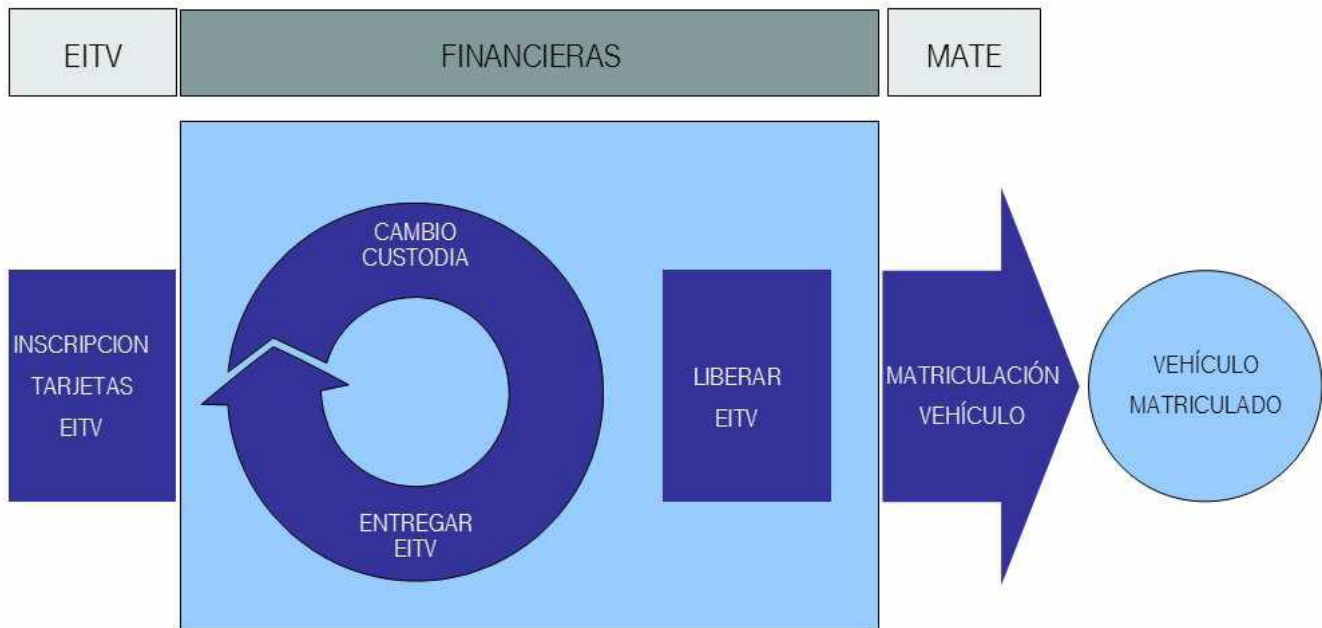 EITV
FINANCIERAS
MATE
CAMBIO
CUSTODIA
INSCRIPCION
TARJETAS
EITV
LIBERAR
EITV
MATRICULACIÓN
VEHÍCULO
VEHÍCULO
MATRICULADO
ENTREGAR
EITV